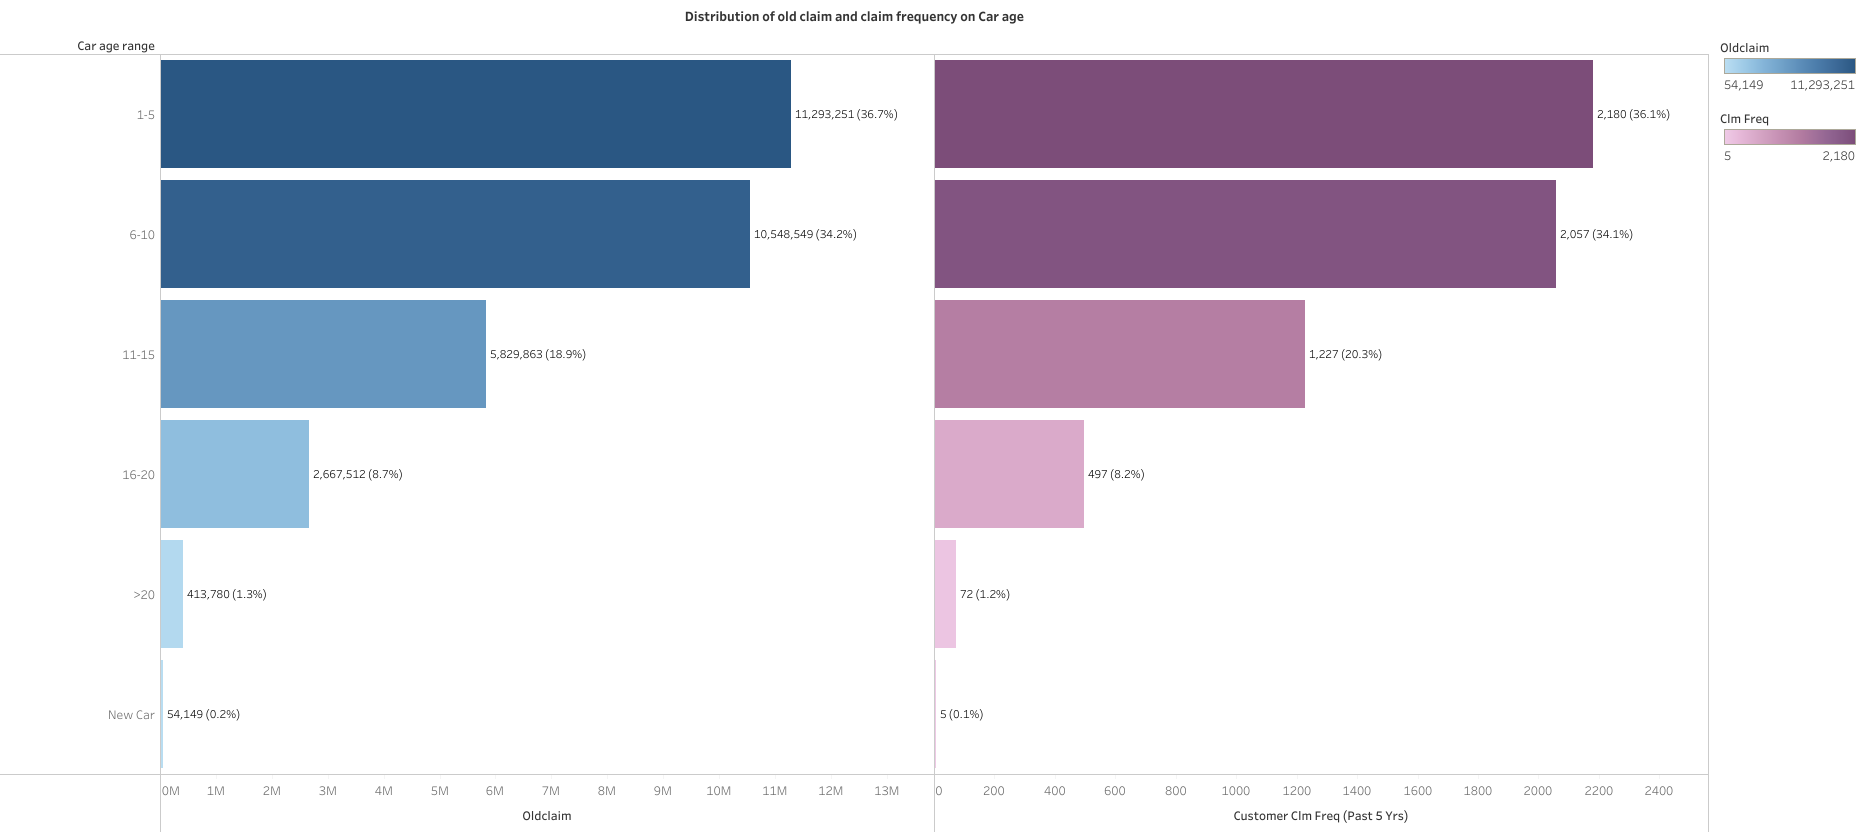 Distribution of old claim and claim frequency on Car age
Car age range
Oldclaim
54,149 11,293,251
Clm Freq
5 2,180
1-5 11,293,251 (36.7%) 2,180 (36.1%)
6-10 10,548,549 (34.2%) 2,057 (34.1%)
11-15 5,829,863 (18.9%) 1,227 (20.3%)
16-20 2,667,512 (8.7%) 497 (8.2%)
>20 413,780 (1.3%) 72 (1.2%)
New Car 54,149 (0.2%) 5 (0.1%)
0M 1M 2M 3M 4M 5M 6M 7M 8M 9M 10M 11M 12M 13M 0 200 400 600 800 1000 1200 1400 1600 1800 2000 2200 2400
Oldclaim Customer Clm Freq (Past 5 Yrs)